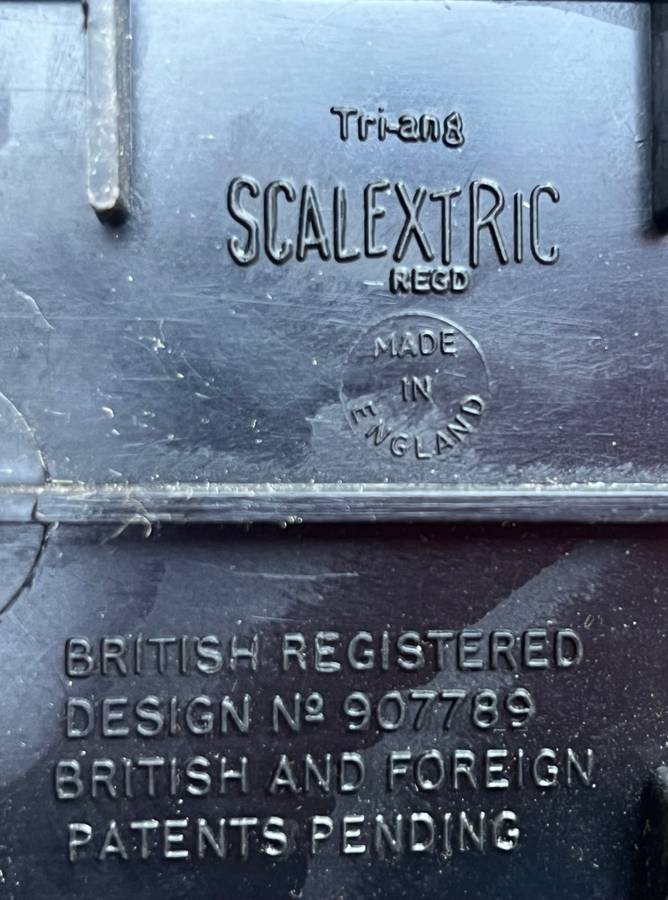 Tri-ang
SCALEXTRIC
REGD
MADE
IN
ENGLAND
BRITISH REGISTERED
DESIGN Nº 907789
BRITISH AND FOREIGN
PATENTS PENDING